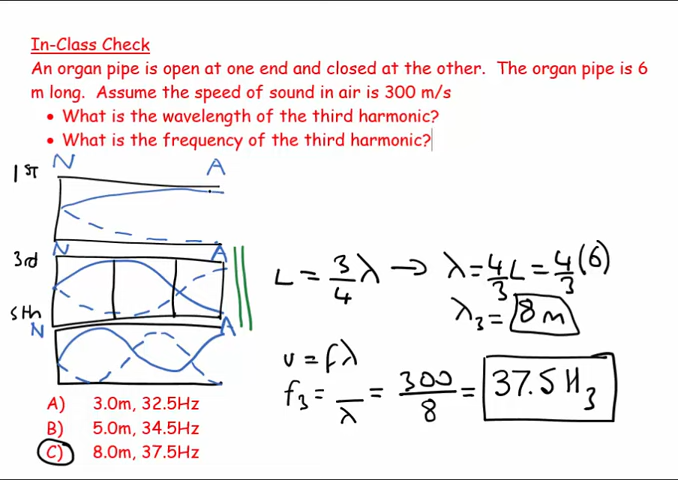 In-Class Check
An organ pipe is open at one end and closed at the other. The organ pipe is 6
m long. Assume the speed of sound in air is 300 m/s
• What is the wavelength of the third harmonic?
• What is the frequency of the third harmonic?
1ST N A
3rd N A
5th N A
L = 3/4 λ → λ = 4/3 L = 4/3 (6)
λ₃ = 8 m
v = fλ
f₃ = /λ = 300/8 = 37.5 Hz
A) 3.0m, 32.5Hz
B) 5.0m, 34.5Hz
C) 8.0m, 37.5Hz